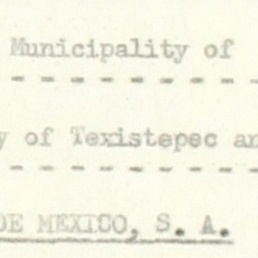 Municipality of
- - - - - - - - -
y of Texistepec an
- - - - - - - - -
DE MEXICO, S. A.